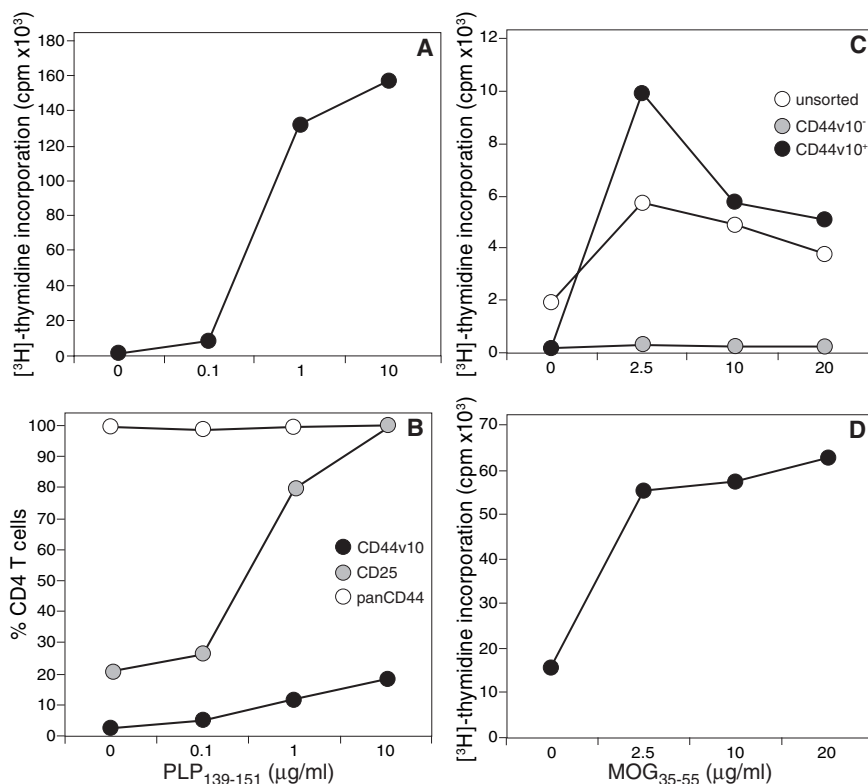 A
[³H]-thymidine incorporation (cpm x10³)
180
160
140
120
100
80
60
40
20
0
0 0.1 1 10
C
[³H]-thymidine incorporation (cpm x10³)
12
10
8
6
4
2
0
unsorted
CD44v10⁻
CD44v10⁺
0 2.5 10 20
B
% CD4 T cells
100
90
80
70
60
50
40
30
20
10
0
CD44v10
CD25
panCD44
0 0.1 1 10
PLP₁₃₉₋₁₅₁ (µg/ml)
D
[³H]-thymidine incorporation (cpm x10³)
70
60
50
40
30
20
10
0
0 2.5 10 20
MOG₃₅₋₅₅ (µg/ml)